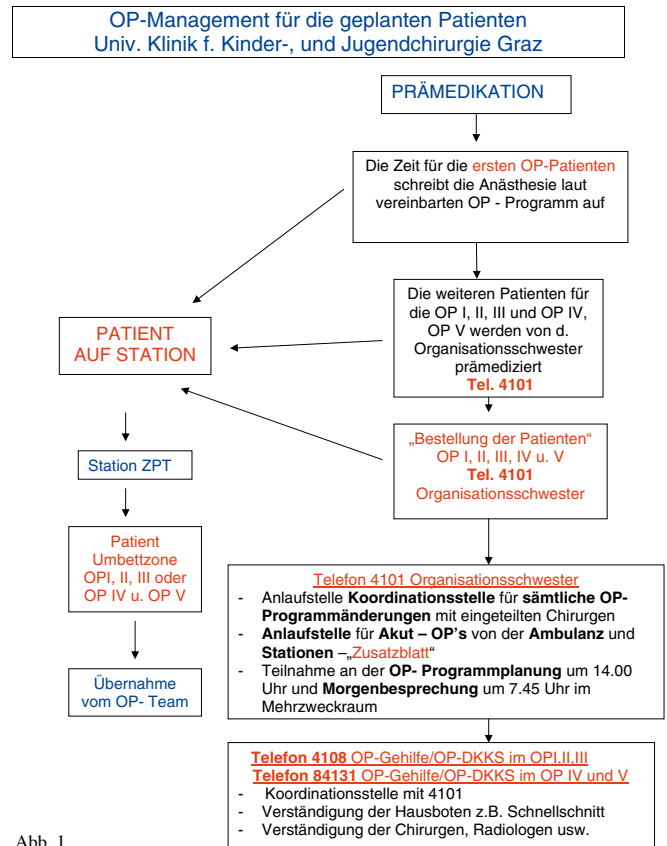 OP-Management für die geplanten Patienten
Univ. Klinik f. Kinder-, und Jugendchirurgie Graz
PRÄMEDIKATION
Die Zeit für die ersten OP-Patienten
schreibt die Anästhesie laut
vereinbarten OP - Programm auf
Die weiteren Patienten für
die OP I, II, III und OP IV,
OP V werden von d.
Organisationsschwester
prämediziert
Tel. 4101
PATIENT
AUF STATION
„Bestellung der Patienten“
OP I, II, III, IV u. V
Tel. 4101
Organisationsschwester
Station ZPT
Patient
Umbettzone
OPI, II, III oder
OP IV u. OP V
Übernahme
vom OP- Team
Telefon 4101 Organisationsschwester
- Anlaufstelle Koordinationsstelle für sämtliche OP-
Programmänderungen mit eingeteilten Chirurgen
- Anlaufstelle für Akut – OP's von der Ambulanz und
Stationen –„Zusatzblatt“
- Teilnahme an der OP- Programmplanung um 14.00
Uhr und Morgenbesprechung um 7.45 Uhr im
Mehrzweckraum
Telefon 4108 OP-Gehilfe/OP-DKKS im OPI,II,III
Telefon 84131 OP-Gehilfe/OP-DKKS im OP IV und V
- Koordinationsstelle mit 4101
- Verständigung der Hausboten z.B. Schnellschnitt
- Verständigung der Chirurgen, Radiologen usw.
Abb. 1